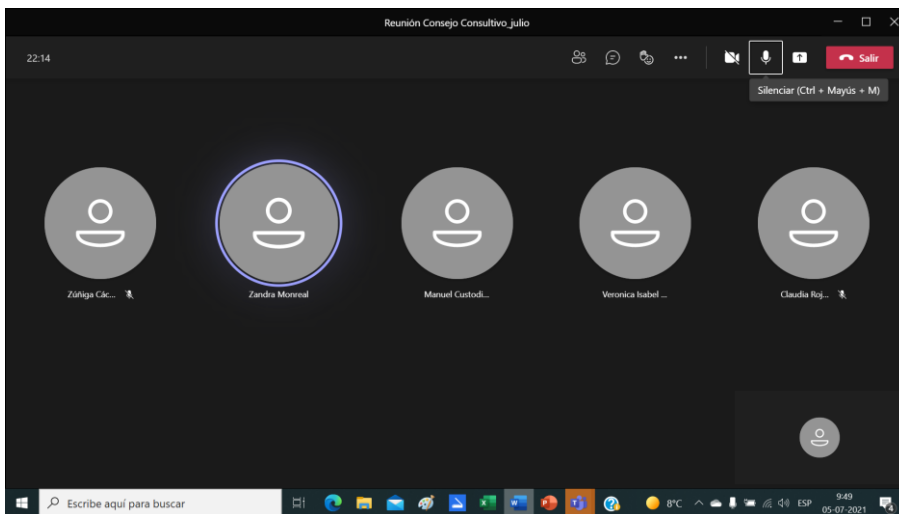 Reunión Consejo Consultivo_julio
22:14
Salir
Silenciar (Ctrl + Mayús + M)
Zúñiga Các...
Zandra Monreal
Manuel Custodi...
Veronica Isabel ...
Claudia Roj...
Escribe aquí para buscar
8°C
ESP
9:49
05-07-2021
4